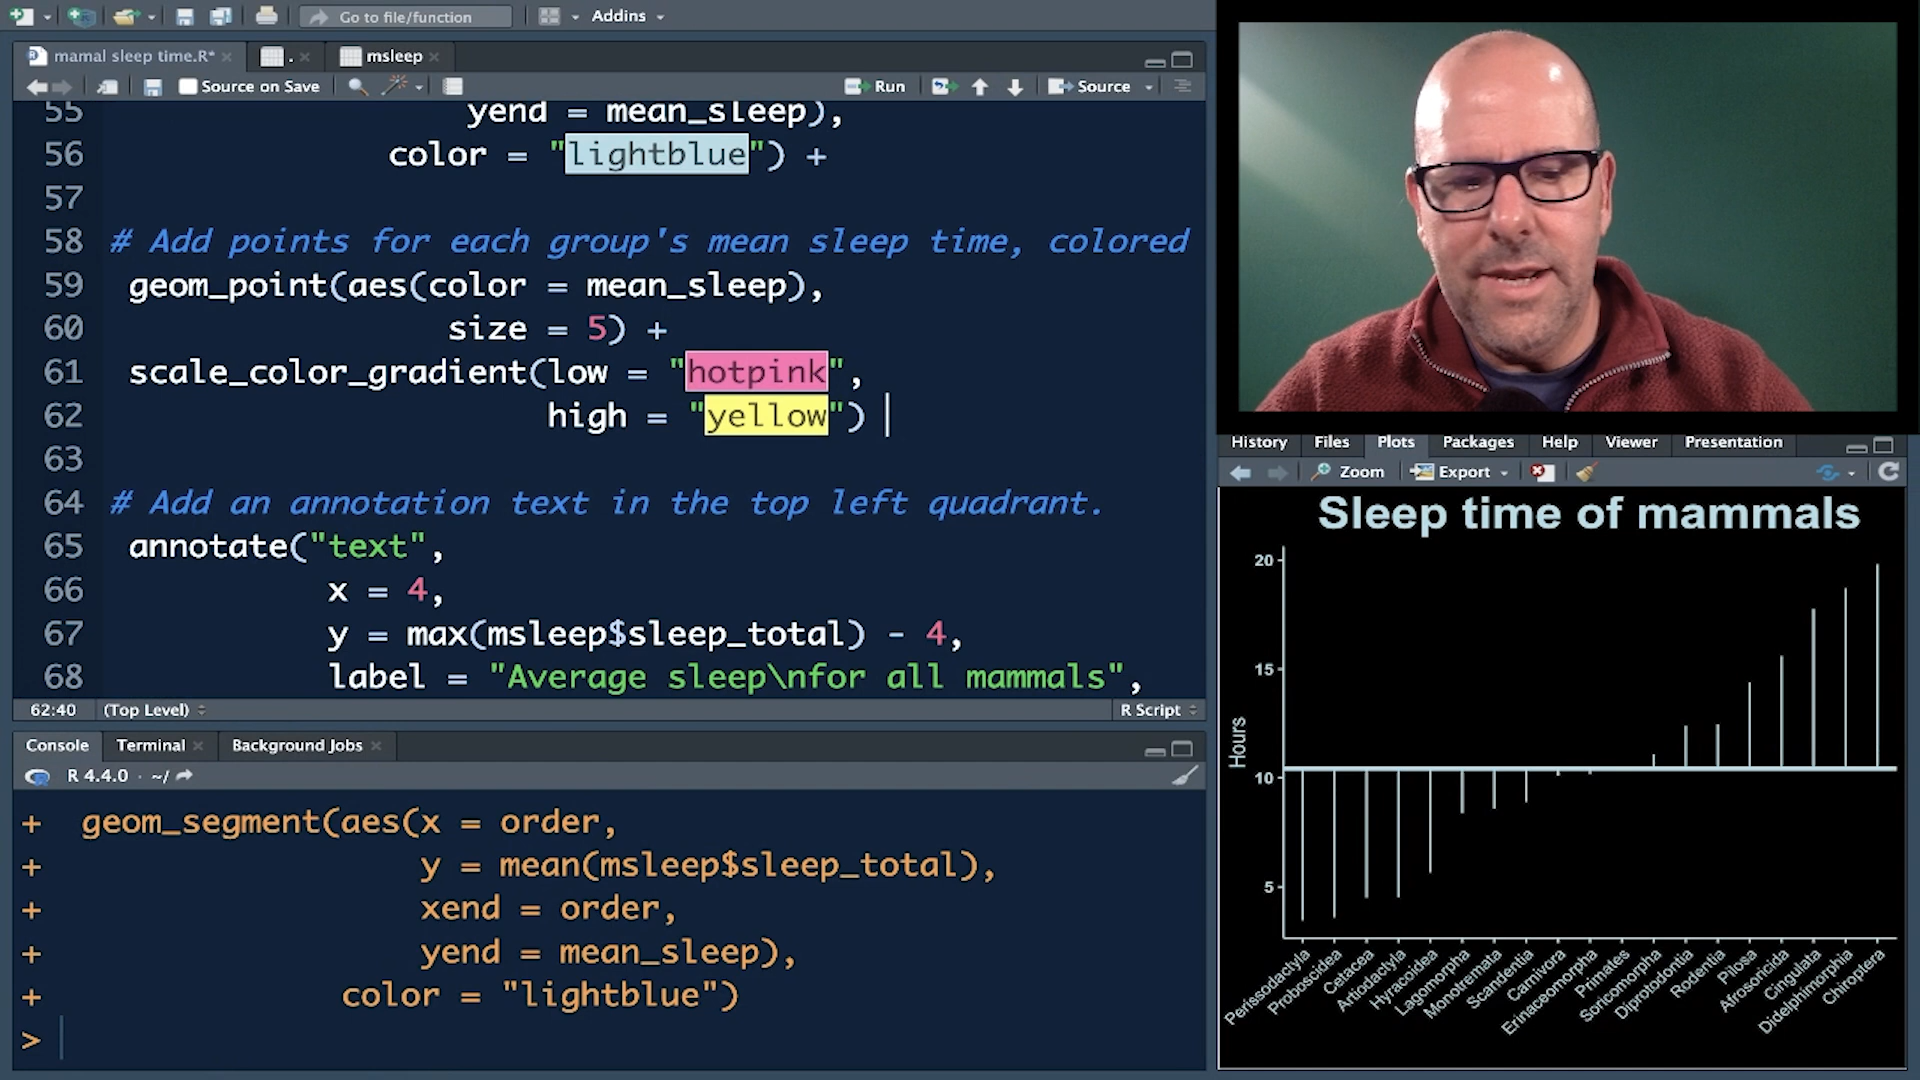 Go to file/function
Addins
mamal sleep time.R*
.
msleep
Source on Save
Run
Source
55 yend = mean_sleep),
56 color = "lightblue") +
57
58 # Add points for each group's mean sleep time, colored
59 geom_point(aes(color = mean_sleep),
60 size = 5) +
61 scale_color_gradient(low = "hotpink",
62 high = "yellow")
63
64 # Add an annotation text in the top left quadrant.
65 annotate("text",
66 x = 4,
67 y = max(msleep$sleep_total) - 4,
68 label = "Average sleep\nfor all mammals",
62:40 (Top Level) R Script
Console Terminal Background Jobs
R 4.4.0 · ~/
+ geom_segment(aes(x = order,
+ y = mean(msleep$sleep_total),
+ xend = order,
+ yend = mean_sleep),
+ color = "lightblue")
>
History Files Plots Packages Help Viewer Presentation
Zoom Export
Sleep time of mammals
20
15
10
5
Hours
Perissodactyla
Proboscidea
Cetacea
Artiodactyla
Hyracoidea
Lagomorpha
Monotremata
Scandentia
Carnivora
Erinaceomorpha
Primates
Soricomorpha
Diprotodontia
Rodentia
Pilosa
Afrosoricida
Cingulata
Didelphimorphia
Chiroptera